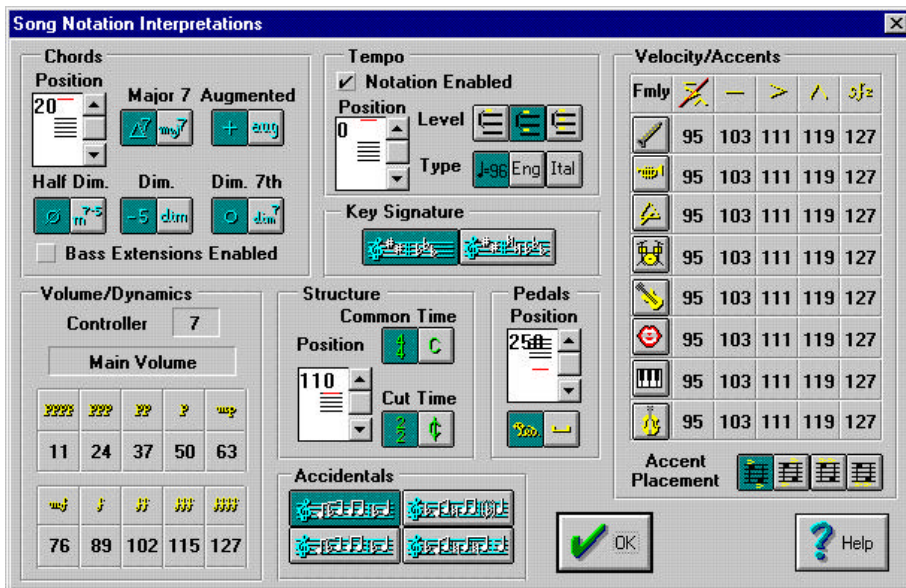 Song Notation Interpretations
Chords
Position
20
Major 7 Augmented
maj7
+ aug
Half Dim. Dim. Dim. 7th
ø m7-5
-5 dim
o dim7
Bass Extensions Enabled
Tempo
Notation Enabled
Position
0
Level
Type
♩=96 Eng Ital
Key Signature
Velocity/Accents
Fmly — > ∧ sfz
95 103 111 119 127
95 103 111 119 127
95 103 111 119 127
95 103 111 119 127
95 103 111 119 127
95 103 111 119 127
95 103 111 119 127
95 103 111 119 127
Accent
Placement
Volume/Dynamics
Controller 7
Main Volume
pppp ppp pp p mp
11 24 37 50 63
mf f ff fff ffff
76 89 102 115 127
Structure
Common Time
4
4
C
Position
110
Cut Time
2
2
¢
Pedals
Position
250
Ped.
Accidentals
OK
? Help